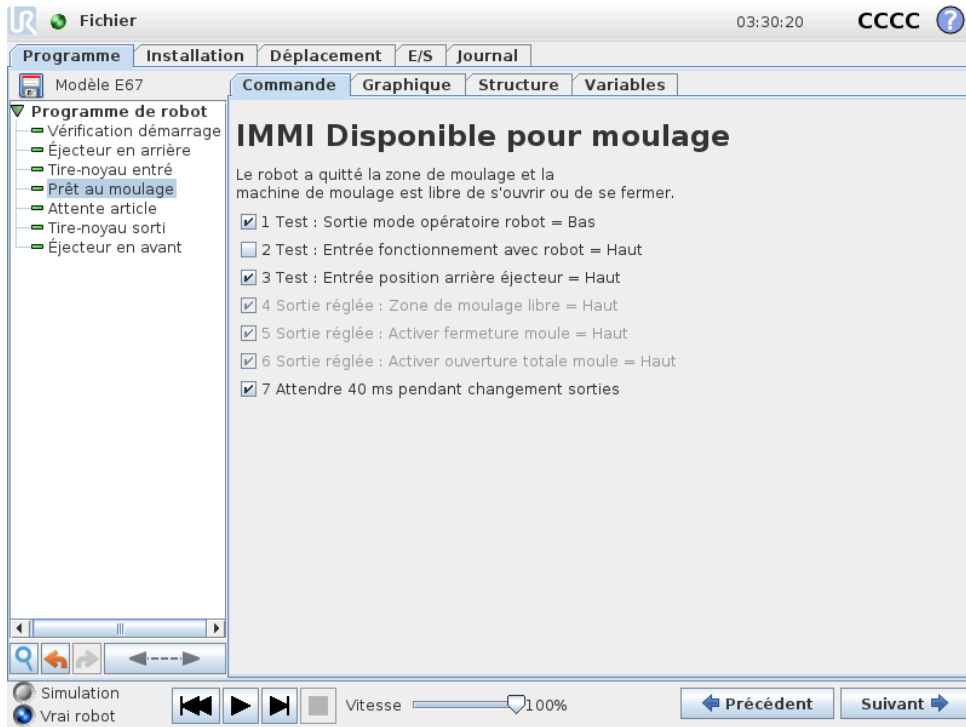 UR
Fichier
03:30:20
CCCC
?
Programme
Installation
Déplacement
E/S
Journal
Modèle E67
Commande
Graphique
Structure
Variables
Programme de robot
Vérification démarrage
Éjecteur en arrière
Tire-noyau entré
Prêt au moulage
Attente article
Tire-noyau sorti
Éjecteur en avant
IMMI Disponible pour moulage
Le robot a quitté la zone de moulage et la
machine de moulage est libre de s'ouvrir ou de se fermer.
1 Test : Sortie mode opératoire robot = Bas
2 Test : Entrée fonctionnement avec robot = Haut
3 Test : Entrée position arrière éjecteur = Haut
4 Sortie réglée : Zone de moulage libre = Haut
5 Sortie réglée : Activer fermeture moule = Haut
6 Sortie réglée : Activer ouverture totale moule = Haut
7 Attendre 40 ms pendant changement sorties
Simulation
Vrai robot
Vitesse
100%
Précédent
Suivant